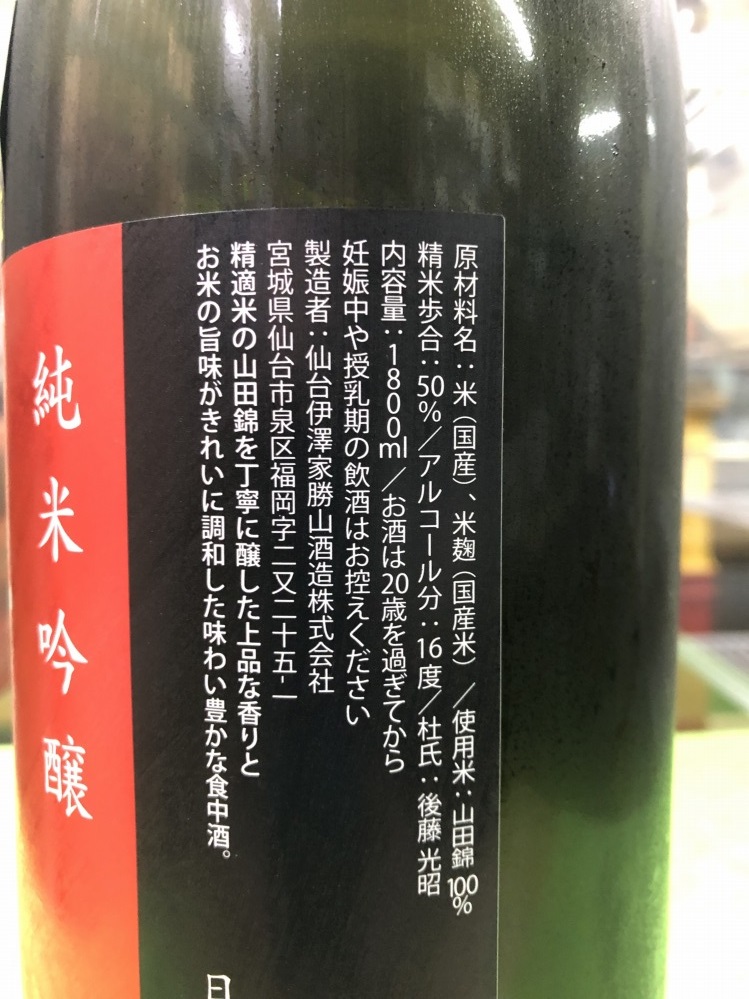 原材料名：米（国産）、米麹（国産米）／使用米：山田錦100%
精米歩合：50%／アルコール分：16度／杜氏：後藤光昭
内容量：1800ml／お酒は20歳を過ぎてから
妊娠中や授乳期の飲酒はお控えください
製造者：仙台伊澤家勝山酒造株式会社
宮城県仙台市泉区福岡字二又二十五-一
精適米の山田錦を丁寧に醸した上品な香りと
お米の旨味がきれいに調和した味わい豊かな食中酒。
日
純米吟醸